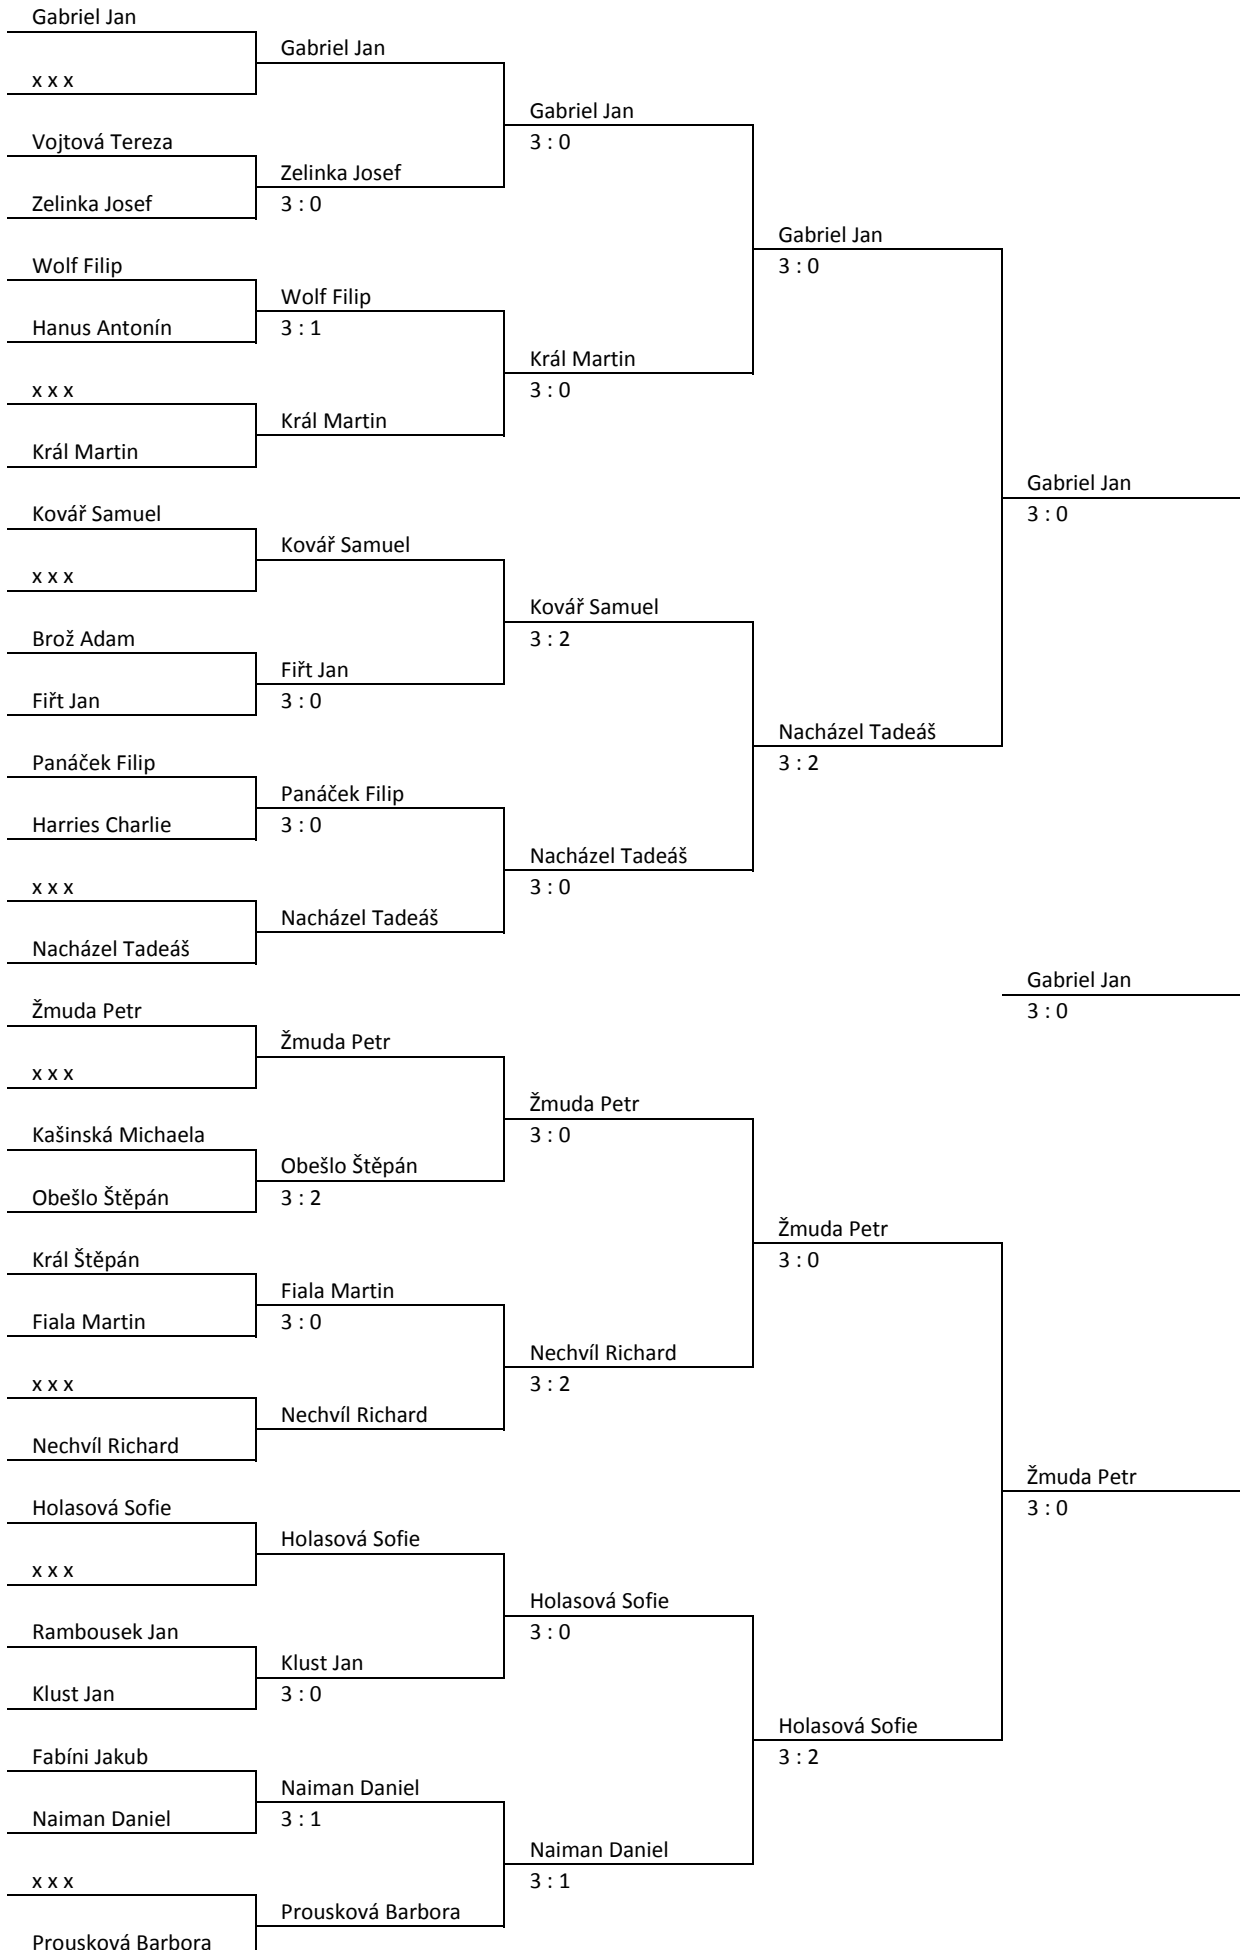 Gabriel Jan
Gabriel Jan
x x x
Gabriel Jan
3 : 0
Vojtová Tereza
Zelinka Josef
3 : 0
Zelinka Josef
Gabriel Jan
3 : 0
Wolf Filip
Wolf Filip
3 : 1
Hanus Antonín
Král Martin
3 : 0
x x x
Král Martin
Král Martin
Gabriel Jan
3 : 0
Kovář Samuel
Kovář Samuel
x x x
Kovář Samuel
3 : 2
Brož Adam
Fiřt Jan
3 : 0
Fiřt Jan
Nacházel Tadeáš
3 : 2
Panáček Filip
Panáček Filip
3 : 0
Harries Charlie
Nacházel Tadeáš
3 : 0
x x x
Nacházel Tadeáš
Nacházel Tadeáš
Gabriel Jan
3 : 0
Žmuda Petr
Žmuda Petr
x x x
Žmuda Petr
3 : 0
Kašinská Michaela
Obešlo Štěpán
3 : 2
Obešlo Štěpán
Žmuda Petr
3 : 0
Král Štěpán
Fiala Martin
3 : 0
Fiala Martin
Nechvíl Richard
3 : 2
x x x
Nechvíl Richard
Nechvíl Richard
Žmuda Petr
3 : 0
Holasová Sofie
Holasová Sofie
x x x
Holasová Sofie
3 : 0
Rambousek Jan
Klust Jan
3 : 0
Klust Jan
Holasová Sofie
3 : 2
Fabíni Jakub
Naiman Daniel
3 : 1
Naiman Daniel
Naiman Daniel
3 : 1
x x x
Prousková Barbora
Prousková Barbora